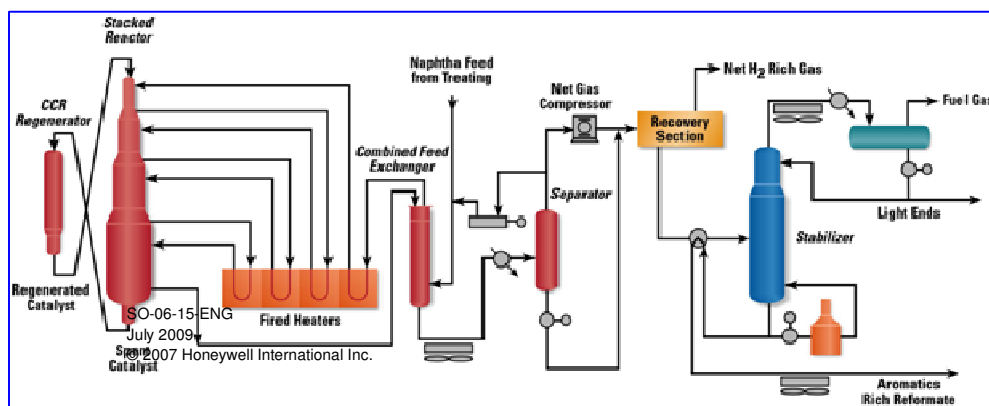 Stacked
Reactor
CCR
Regenerator
Naphtha Feed
from Treating
Combined Feed
Exchanger
Net Gas
Compressor
Separator
Net H2 Rich Gas
Recovery
Section
Fuel Gas
Light Ends
Stabilizer
Regenerated
Catalyst
Fired Heaters
SO-06-15-ENG
July 2009
Spent
© 2007 Honeywell International Inc.
Catalyst
Aromatics
Rich Reformate